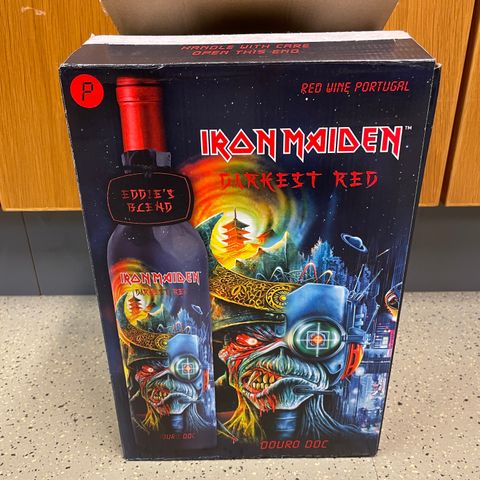 HANDLE WITH CARE
OPEN THIS END
P
RED WINE PORTUGAL
IRON MAIDEN™
DARKEST RED
EDDIE'S
BLEND
IRON MAIDEN
DARKEST RED
DOURO DOC
DOURO DOC